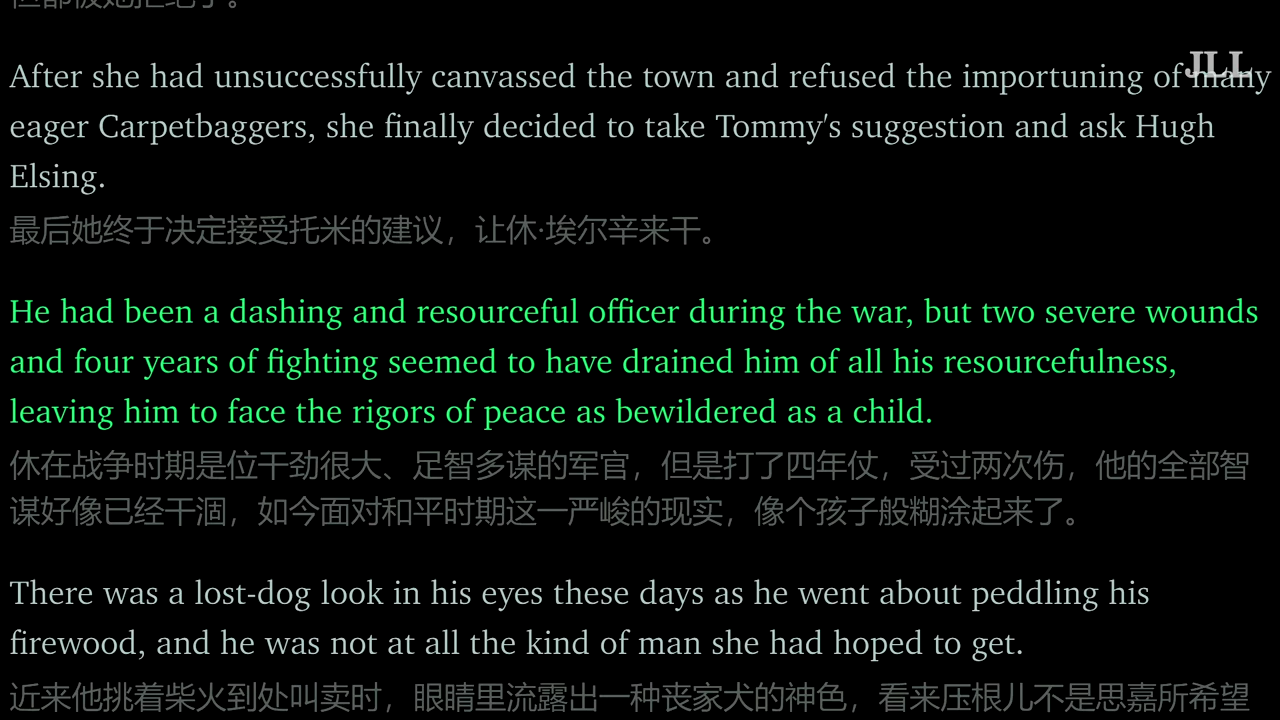 但都被她拒绝了。
After she had unsuccessfully canvassed the town and refused the importuning of many
JLL
eager Carpetbaggers, she finally decided to take Tommy's suggestion and ask Hugh
Elsing.
最后她终于决定接受托米的建议，让休·埃尔辛来干。
He had been a dashing and resourceful officer during the war, but two severe wounds
and four years of fighting seemed to have drained him of all his resourcefulness,
leaving him to face the rigors of peace as bewildered as a child.
休在战争时期是位干劲很大、足智多谋的军官，但是打了四年仗，受过两次伤，他的全部智
谋好像已经干涸，如今面对和平时期这一严峻的现实，像个孩子般糊涂起来了。
There was a lost-dog look in his eyes these days as he went about peddling his
firewood, and he was not at all the kind of man she had hoped to get.
近来他挑着柴火到处叫卖时，眼睛里流露出一种丧家犬的神色，看来压根儿不是思嘉所希望